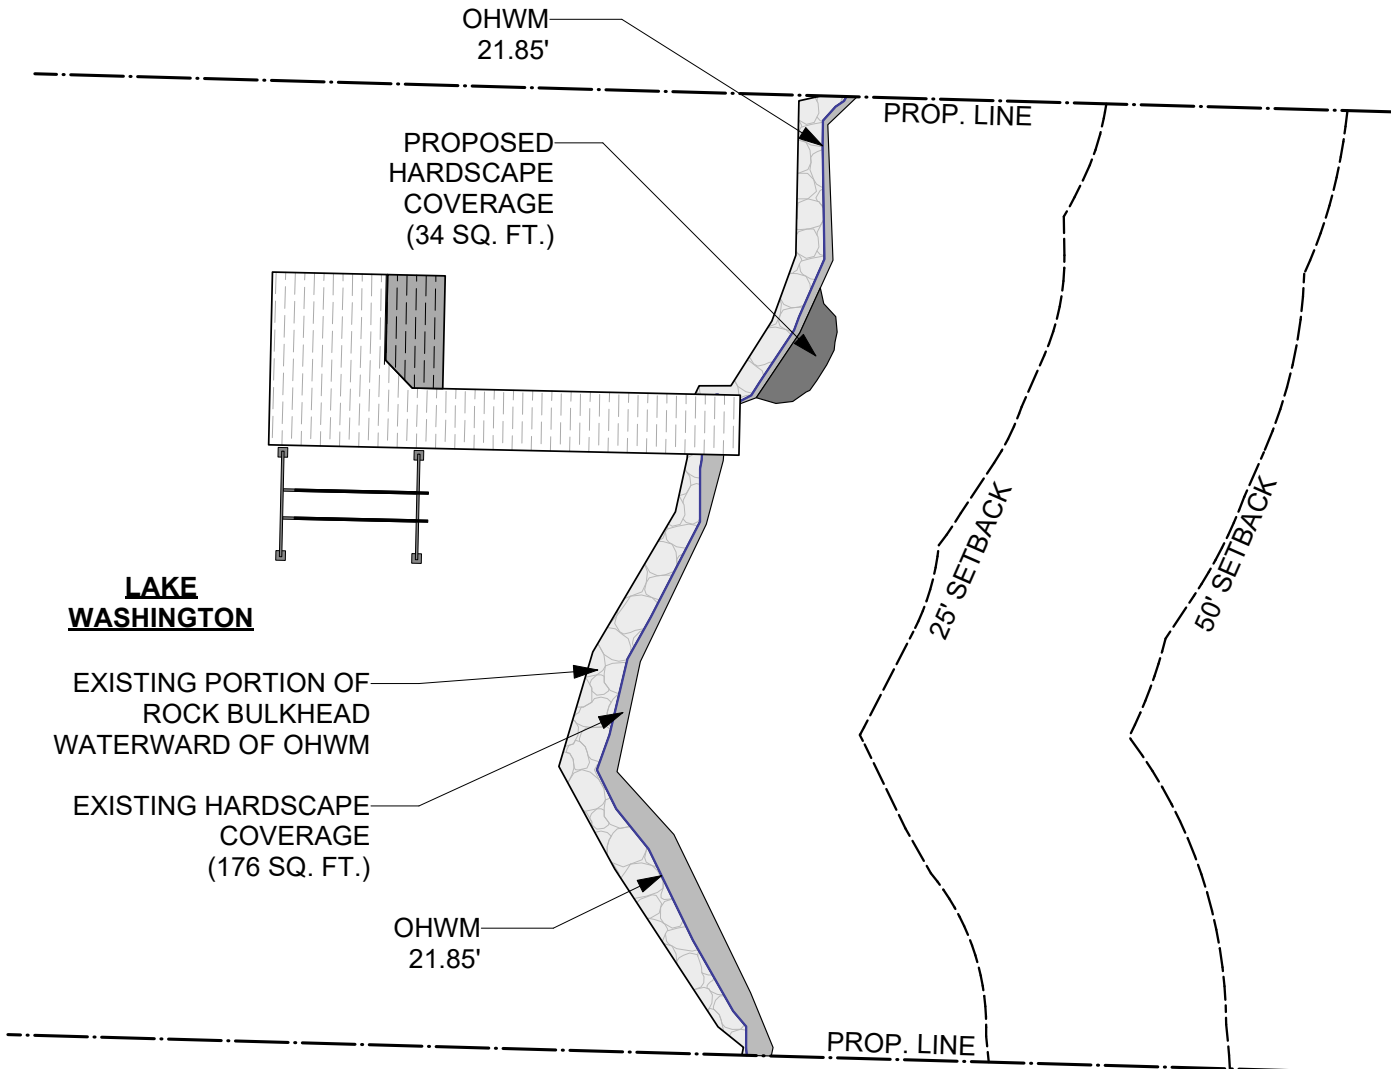 OHWM
21.85'
PROP. LINE
PROPOSED
HARDSCAPE
COVERAGE
(34 SQ. FT.)
25' SETBACK
50' SETBACK
LAKE
WASHINGTON
EXISTING PORTION OF
ROCK BULKHEAD
WATERWARD OF OHWM
EXISTING HARDSCAPE
COVERAGE
(176 SQ. FT.)
OHWM
21.85'
PROP. LINE